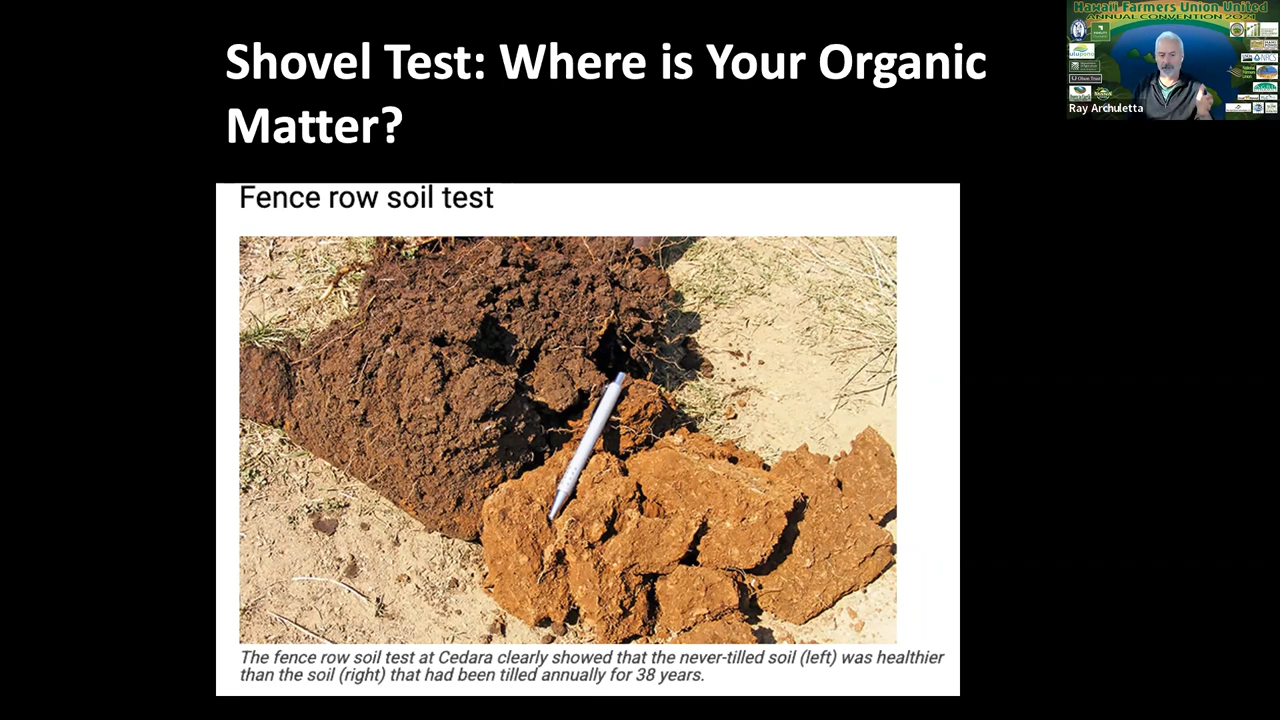 Shovel Test: Where is Your Organic
Matter?
Fence row soil test
The fence row soil test at Cedara clearly showed that the never-tilled soil (left) was healthier
than the soil (right) that had been tilled annually for 38 years.
Hawaii Farmers Union United
ANNUAL CONVENTION 2021
Ray Archuletta